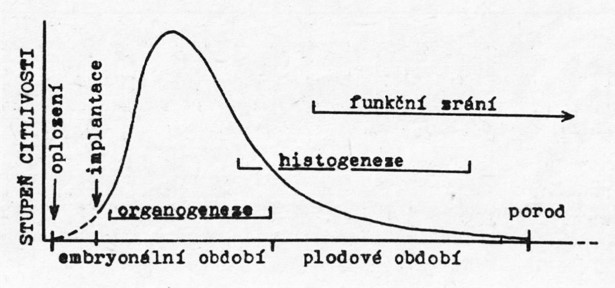 STUPEŇ CITLIVOSTI
oplození
implantace
funkční zrání
histogeneze
organogeneze
porod
embryonální období
plodové období